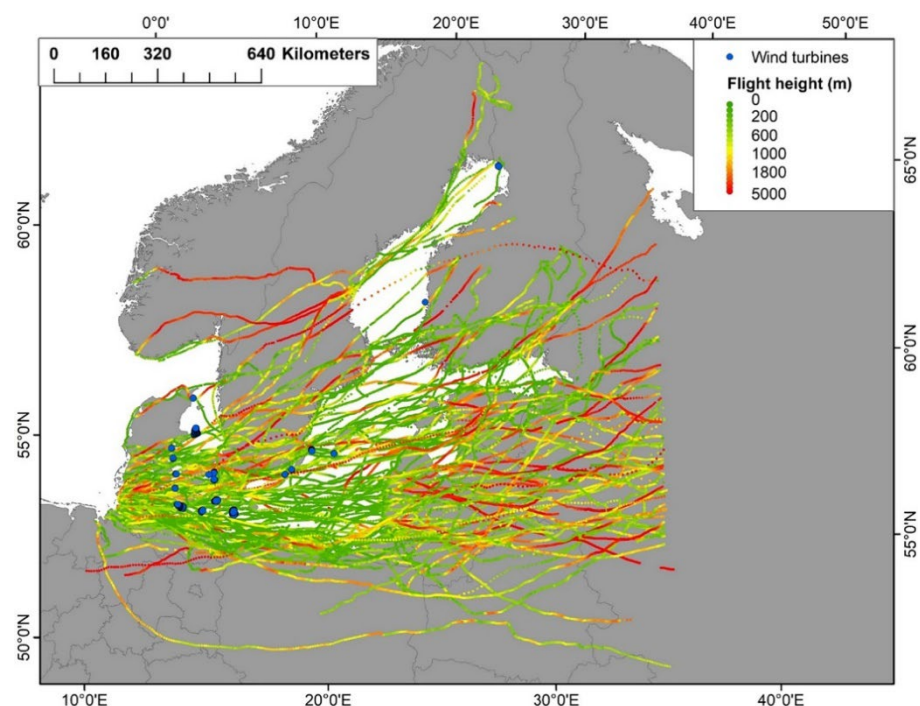 0°0' 10°0'E 20°0'E 30°0'E 40°0'E 50°0'E
0 160 320 640 Kilometers
Wind turbines
Flight height (m)
0
200
600
1000
1800
5000
65°0'N
60°0'N
60°0'N
55°0'N
55°0'N
50°0'N
10°0'E 20°0'E 30°0'E 40°0'E